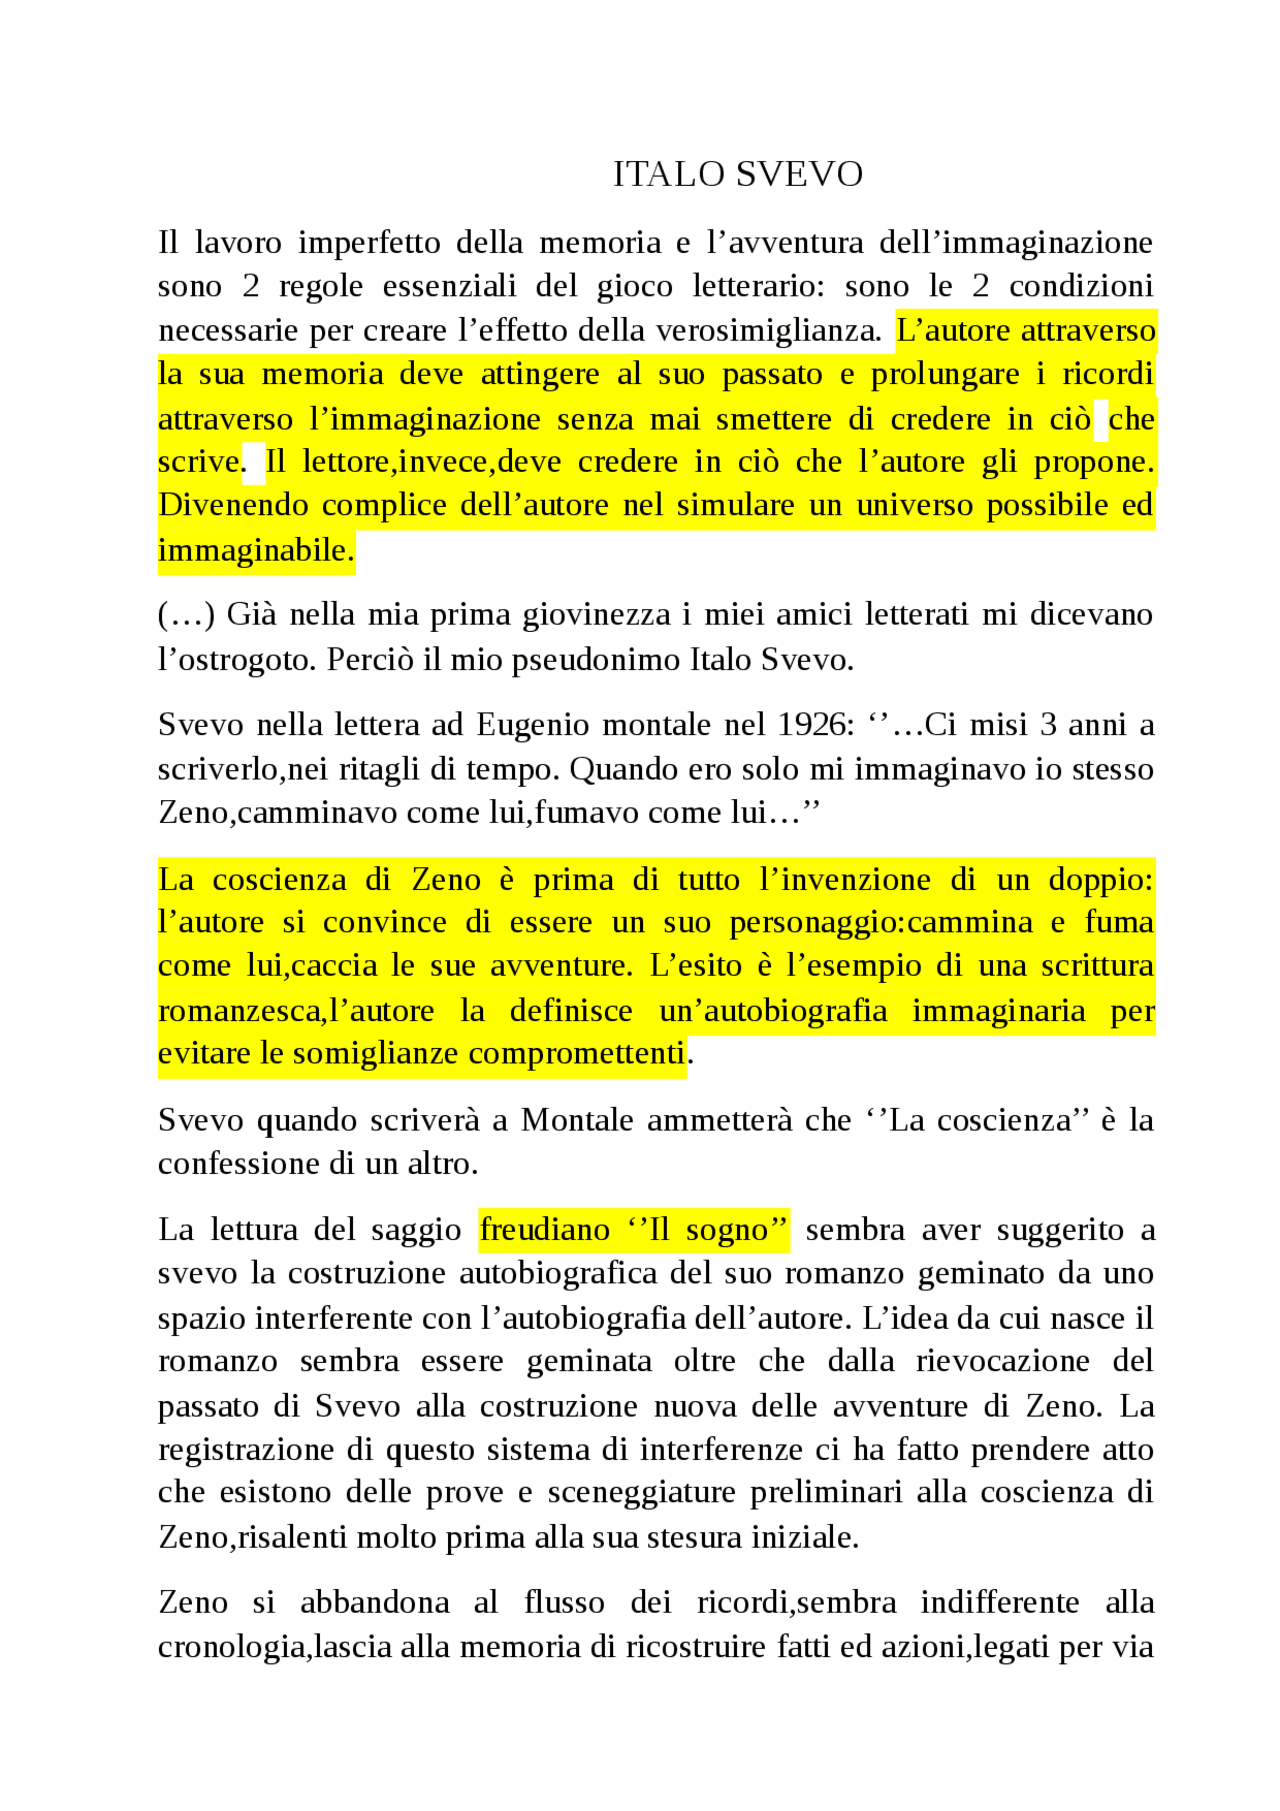 ITALO SVEVO
Il lavoro imperfetto della memoria e l’avventura dell’immaginazione
sono 2 regole essenziali del gioco letterario: sono le 2 condizioni
necessarie per creare l’effetto della verosimiglianza. L’autore attraverso
la sua memoria deve attingere al suo passato e prolungare i ricordi
attraverso l’immaginazione senza mai smettere di credere in ciò che
scrive. Il lettore,invece,deve credere in ciò che l’autore gli propone.
Divenendo complice dell’autore nel simulare un universo possibile ed
immaginabile.
(…) Già nella mia prima giovinezza i miei amici letterati mi dicevano
l’ostrogoto. Perciò il mio pseudonimo Italo Svevo.
Svevo nella lettera ad Eugenio montale nel 1926: ‘’…Ci misi 3 anni a
scriverlo,nei ritagli di tempo. Quando ero solo mi immaginavo io stesso
Zeno,camminavo come lui,fumavo come lui…’’
La coscienza di Zeno è prima di tutto l’invenzione di un doppio:
l’autore si convince di essere un suo personaggio:cammina e fuma
come lui,caccia le sue avventure. L’esito è l’esempio di una scrittura
romanzesca,l’autore la definisce un’autobiografia immaginaria per
evitare le somiglianze compromettenti.
Svevo quando scriverà a Montale ammetterà che ‘’La coscienza’’ è la
confessione di un altro.
La lettura del saggio freudiano ‘’Il sogno’’ sembra aver suggerito a
svevo la costruzione autobiografica del suo romanzo geminato da uno
spazio interferente con l’autobiografia dell’autore. L’idea da cui nasce il
romanzo sembra essere geminata oltre che dalla rievocazione del
passato di Svevo alla costruzione nuova delle avventure di Zeno. La
registrazione di questo sistema di interferenze ci ha fatto prendere atto
che esistono delle prove e sceneggiature preliminari alla coscienza di
Zeno,risalenti molto prima alla sua stesura iniziale.
Zeno si abbandona al flusso dei ricordi,sembra indifferente alla
cronologia,lascia alla memoria di ricostruire fatti ed azioni,legati per via